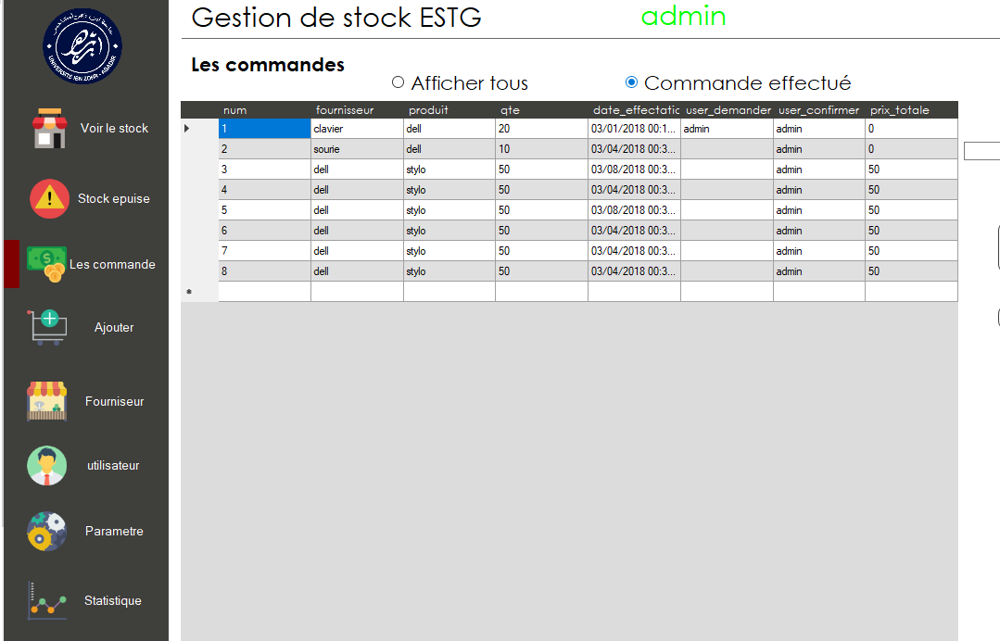 Gestion de stock ESTG
admin
UNIVERSITE IBN ZOHR - AGADIR
Voir le stock
Stock epuise
Les commande
Ajouter
Fourniseur
utilisateur
Parametre
Statistique
Les commandes
Afficher tous
Commande effectué
num fournisseur produit qte date_effectatic user_demander user_confirmer prix_totale
1 clavier dell 20 03/01/2018 00:1... admin admin 0
2 sourie dell 10 03/04/2018 00:3... admin 0
3 dell stylo 50 03/08/2018 00:3... admin 50
4 dell stylo 50 03/04/2018 00:3... admin 50
5 dell stylo 50 03/08/2018 00:3... admin 50
6 dell stylo 50 03/04/2018 00:3... admin 50
7 dell stylo 50 03/04/2018 00:3... admin 50
8 dell stylo 50 03/04/2018 00:3... admin 50